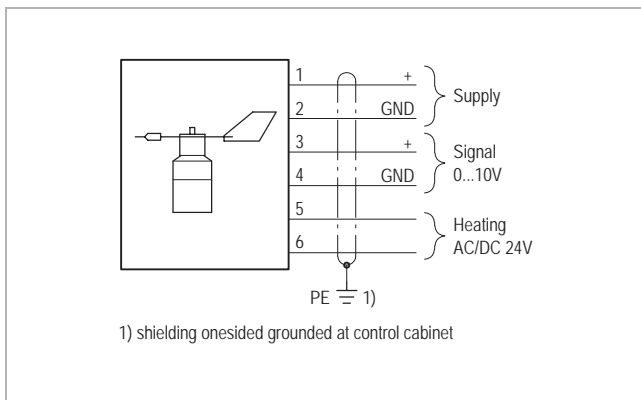 1
+
2
GND
Supply
3
+
4
GND
Signal
0...10V
5
6
Heating
AC/DC 24V
PE
1)
1) shielding onesided grounded at control cabinet